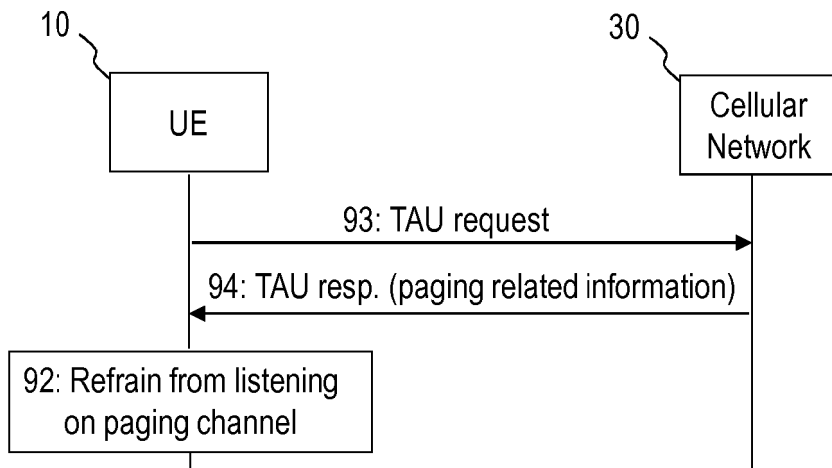 10
30
UE
Cellular
Network
93: TAU request
94: TAU resp. (paging related information)
92: Refrain from listening
on paging channel